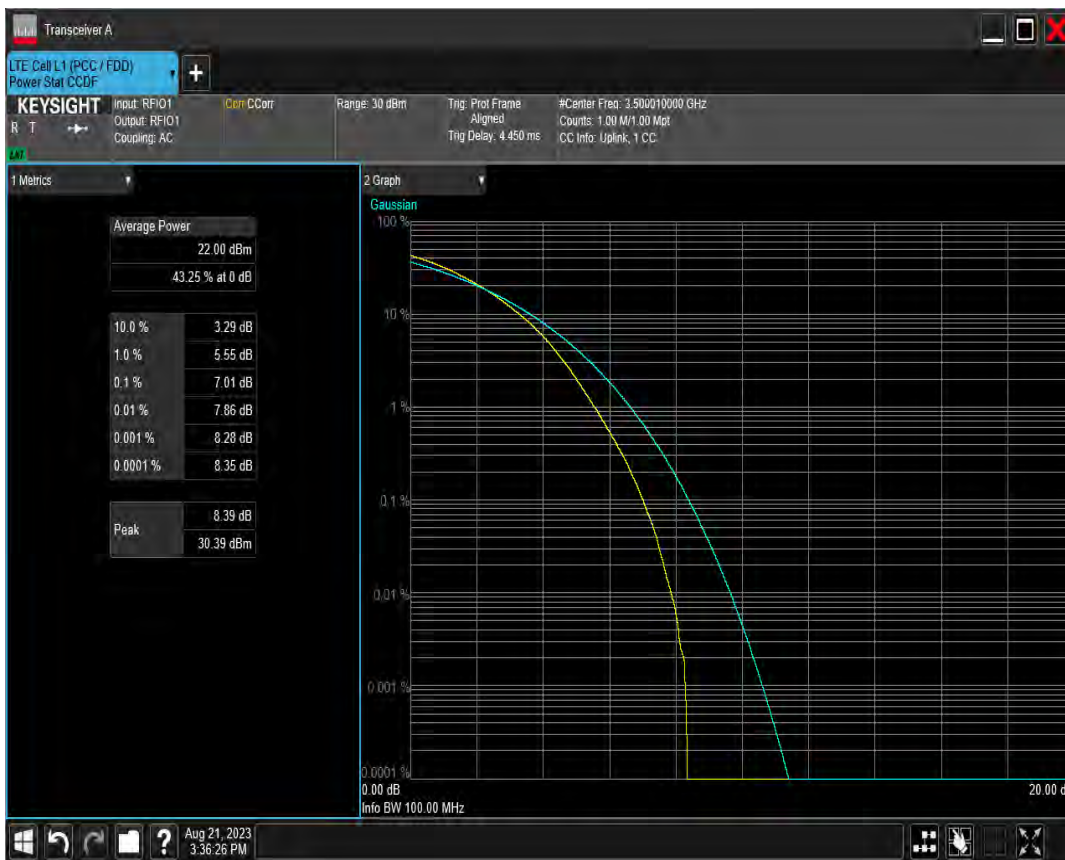 Transceiver A
LTE Cell L1 (PCC / FDD)
Power Stat CCDF
+
KEYSIGHT
R T
LNI
Input: RFIO1
Output: RFIO1
Coupling: AC
Corr CCorr
Range: 30 dBm
Trig: Prot Frame
Aligned
Trig Delay: 4.450 ms
#Center Freq: 3.500010000 GHz
Counts: 1.00 M/1.00 Mpt
CC Info: Uplink, 1 CC
1 Metrics
Average Power
22.00 dBm
43.25 % at 0 dB
10.0 % 3.29 dB
1.0 % 5.55 dB
0.1 % 7.01 dB
0.01 % 7.86 dB
0.001 % 8.28 dB
0.0001 % 8.35 dB
Peak
8.39 dB
30.39 dBm
2 Graph
Gaussian
100 %
10 %
1 %
0.1 %
0.01 %
0.001 %
0.0001 %
0.00 dB 20.00 d
Info BW 100.00 MHz
?
Aug 21, 2023
3:36:26 PM